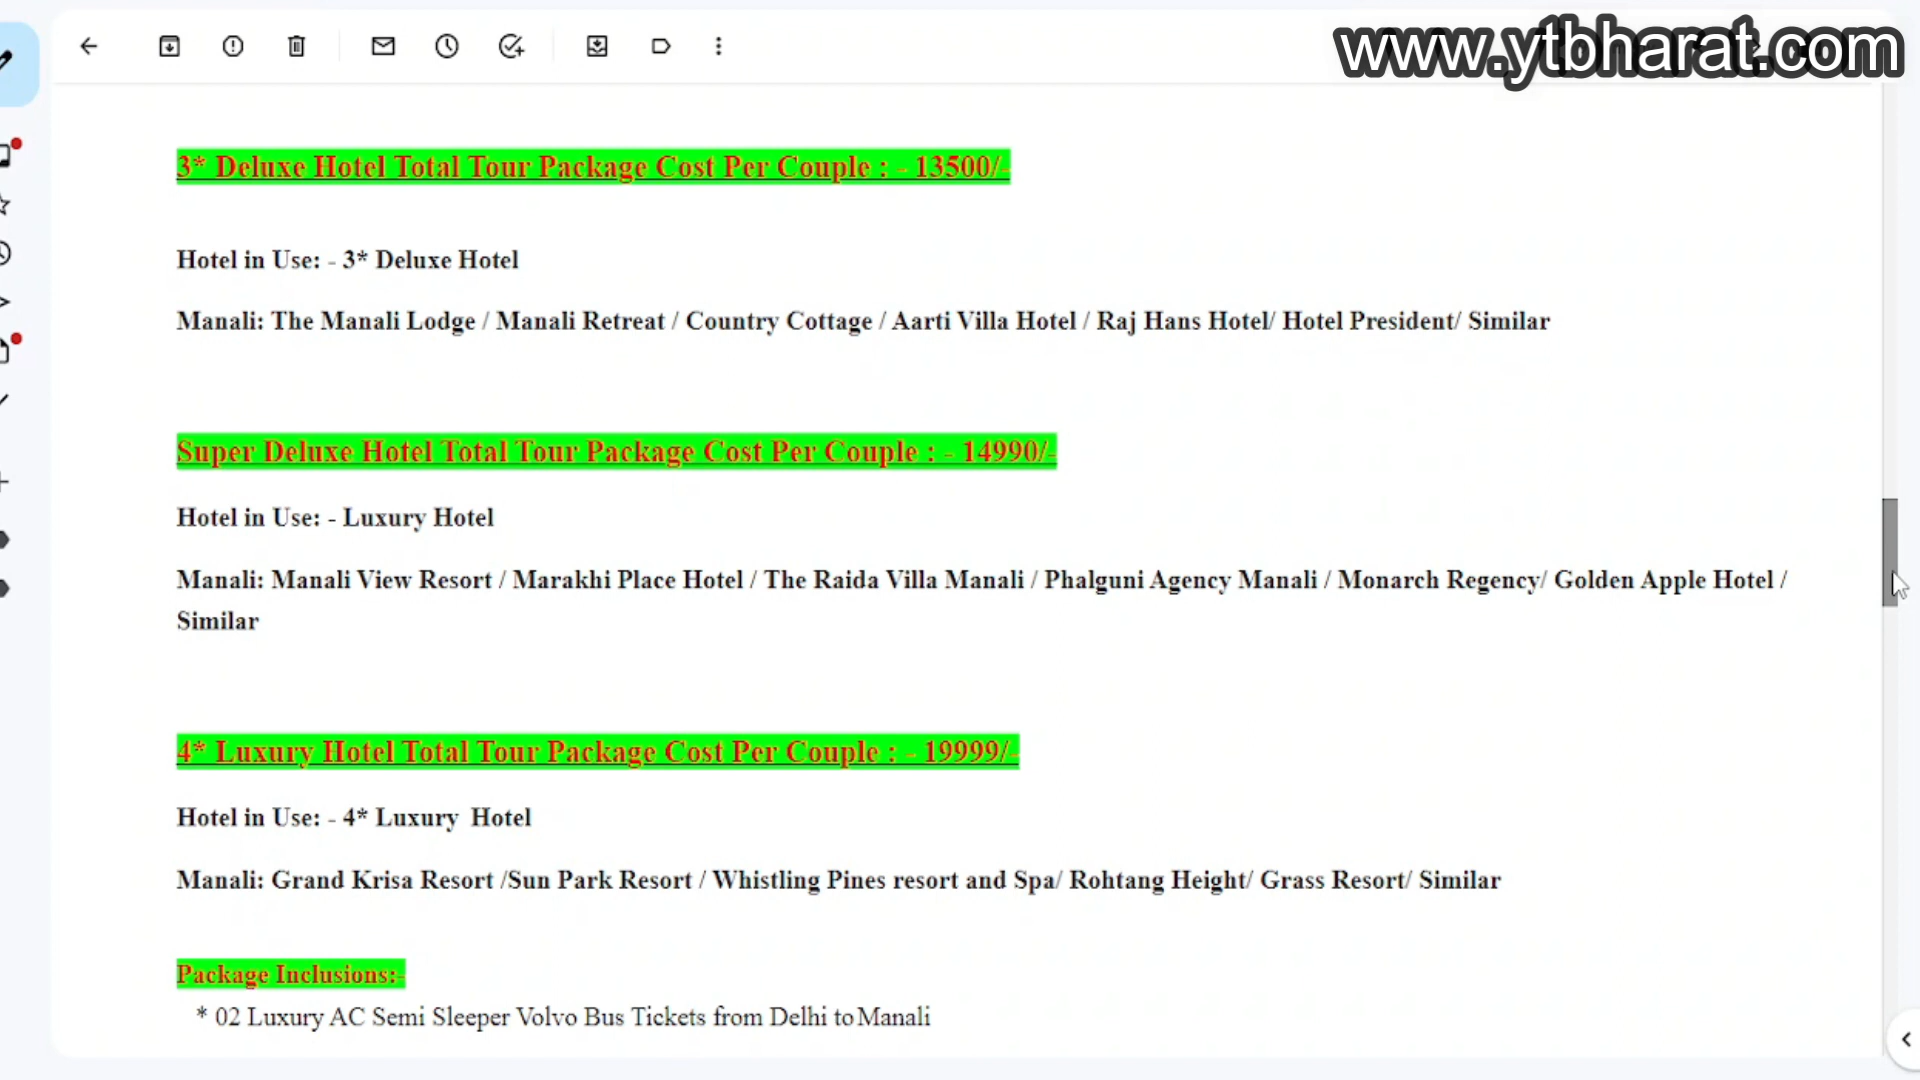 www.ytbharat.com
3* Deluxe Hotel Total Tour Package Cost Per Couple : - 13500/-
Hotel in Use: - 3* Deluxe Hotel
Manali: The Manali Lodge / Manali Retreat / Country Cottage / Aarti Villa Hotel / Raj Hans Hotel/ Hotel President/ Similar
Super Deluxe Hotel Total Tour Package Cost Per Couple : - 14990/-
Hotel in Use: - Luxury Hotel
Manali: Manali View Resort / Marakhi Place Hotel / The Raida Villa Manali / Phalguni Agency Manali / Monarch Regency/ Golden Apple Hotel /
Similar
4* Luxury Hotel Total Tour Package Cost Per Couple : - 19999/-
Hotel in Use: - 4* Luxury  Hotel
Manali: Grand Krisa Resort /Sun Park Resort / Whistling Pines resort and Spa/ Rohtang Height/ Grass Resort/ Similar
Package Inclusions:-
* 02 Luxury AC Semi Sleeper Volvo Bus Tickets from Delhi to Manali